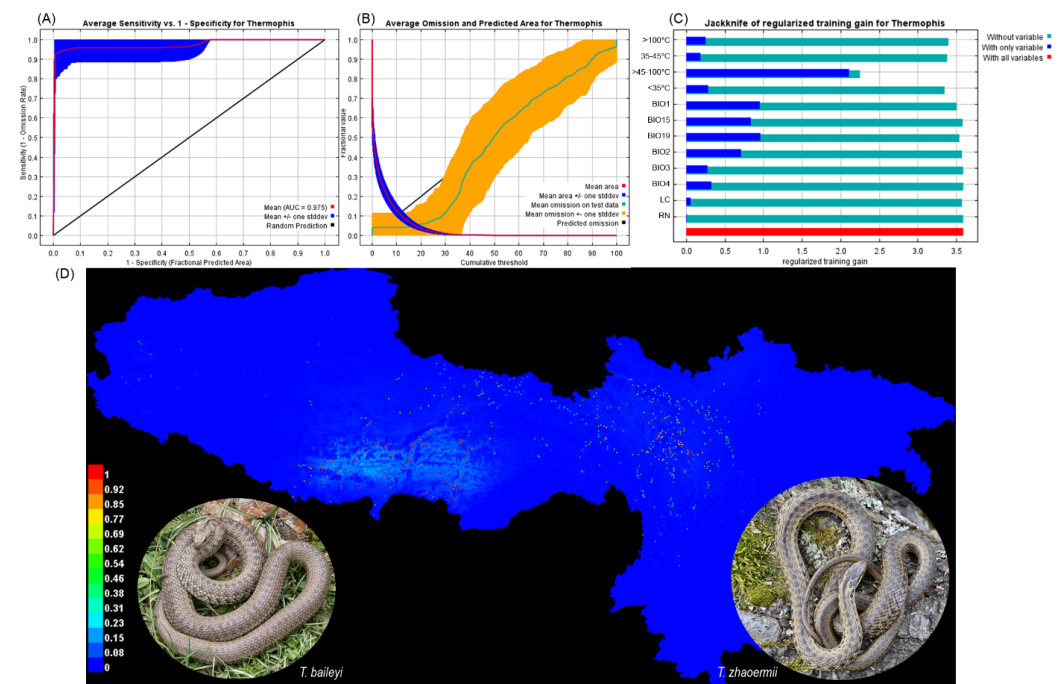 (A)
Average Sensitivity vs. 1 - Specificity for Thermophis
Sensitivity (1 - Omission Rate)
1.0
0.9
0.8
0.7
0.6
0.5
0.4
0.3
0.2
0.1
0.0
0.0 0.1 0.2 0.3 0.4 0.5 0.6 0.7 0.8 0.9 1.0
1 - Specificity (Fractional Predicted Area)
Mean (AUC = 0.975)
Mean +/- one stddev
Random Prediction
(B)
Average Omission and Predicted Area for Thermophis
Fractional value
1.0
0.9
0.8
0.7
0.6
0.5
0.4
0.3
0.2
0.1
0.0
0 10 20 30 40 50 60 70 80 90 100
Cumulative threshold
Mean area
Mean area +/- one stddev
Mean omission on test data
Mean omission +- one stddev
Predicted omission
(C)
Jackknife of regularized training gain for Thermophis
>100°C
35-45°C
>45-100°C
<35°C
BIO1
BIO15
BIO19
BIO2
BIO3
BIO4
LC
RN
0.0 0.5 1.0 1.5 2.0 2.5 3.0 3.5
regularized training gain
Without variable
With only variable
With all variables
(D)
1
0.92
0.85
0.77
0.69
0.62
0.54
0.46
0.38
0.31
0.23
0.15
0.08
0
T. baileyi
T. zhaoermii